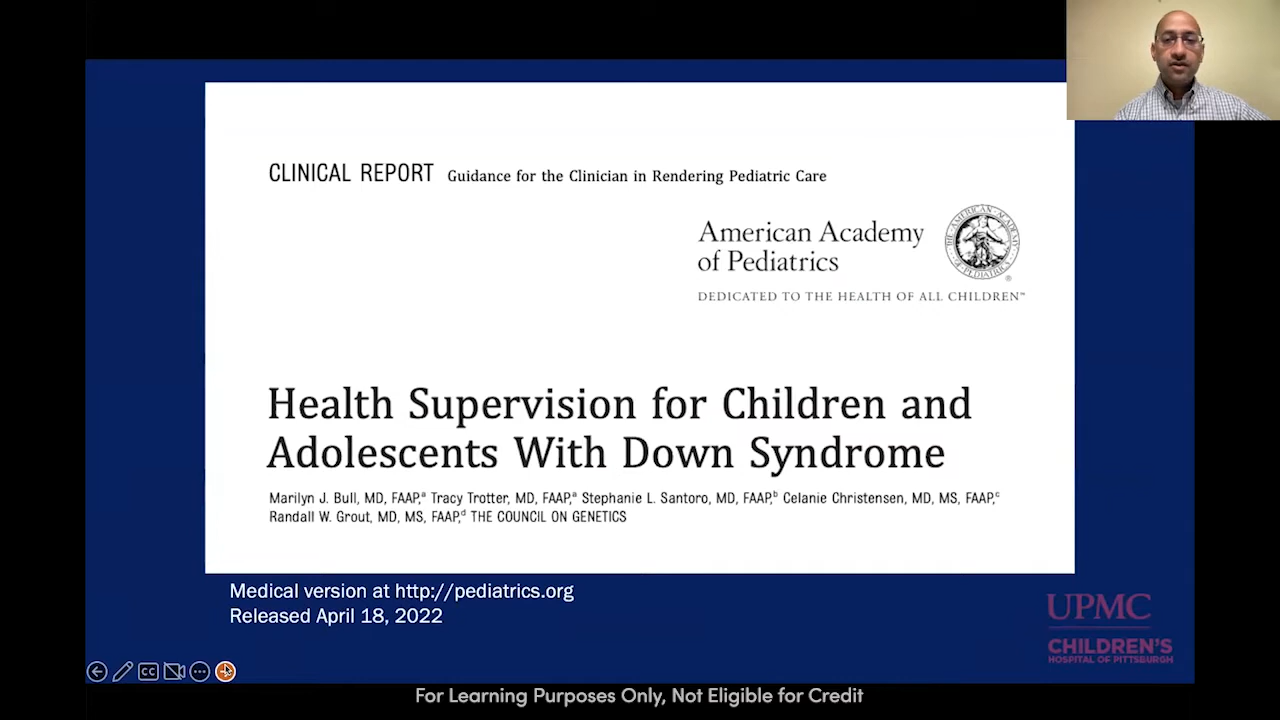 CLINICAL REPORT Guidance for the Clinician in Rendering Pediatric Care
American Academy
of Pediatrics
DEDICATED TO THE HEALTH OF ALL CHILDREN™
Health Supervision for Children and
Adolescents With Down Syndrome
Marilyn J. Bull, MD, FAAP,ᵃ Tracy Trotter, MD, FAAP,ᵃ Stephanie L. Santoro, MD, FAAP,ᵇ Celanie Christensen, MD, MS, FAAP,ᶜ
Randall W. Grout, MD, MS, FAAP,ᵈ THE COUNCIL ON GENETICS
Medical version at http://pediatrics.org
Released April 18, 2022
UPMC
CHILDREN'S
HOSPITAL OF PITTSBURGH
CC
For Learning Purposes Only, Not Eligible for Credit